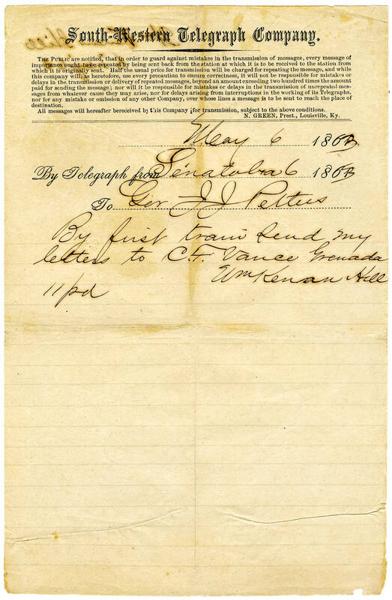 South-Western Telegraph Company.
The Public are notified, that in order to guard against mistakes in the transmission of messages, every message of
importance ought to be repeated by being sent back from the station at which it is to be received to the station from
which it is originally sent. Half the usual price for transmission will be charged for repeating the message, and while
this company will as heretofore, use every precaution to ensure correctness, it will not be responsible for mistakes or
delays in the transmission or delivery of repeated messages, beyond an amount exceeding two hundred times the amount
paid for sending the message; nor will it be responsible for mistakes or delays in the transmission of unrepeated mes-
sages from whatever cause they may arise, nor for delays arising from interruptions in the working of its Telegraphs,
nor for any mistake or omission of any other Company, over whose lines a message is to be sent to reach the place of
destination.
All messages will hereafter be received by this Company for transmission, subject to the above conditions.
N. GREEN, Prest., Louisville, Ky.
May 6 186
By Telegraph from Senatobia 6 186
To Gov J J Pettus
By first train send my
letters to C.F. Vance Grenada
Wm Kenan Hill
11 pd